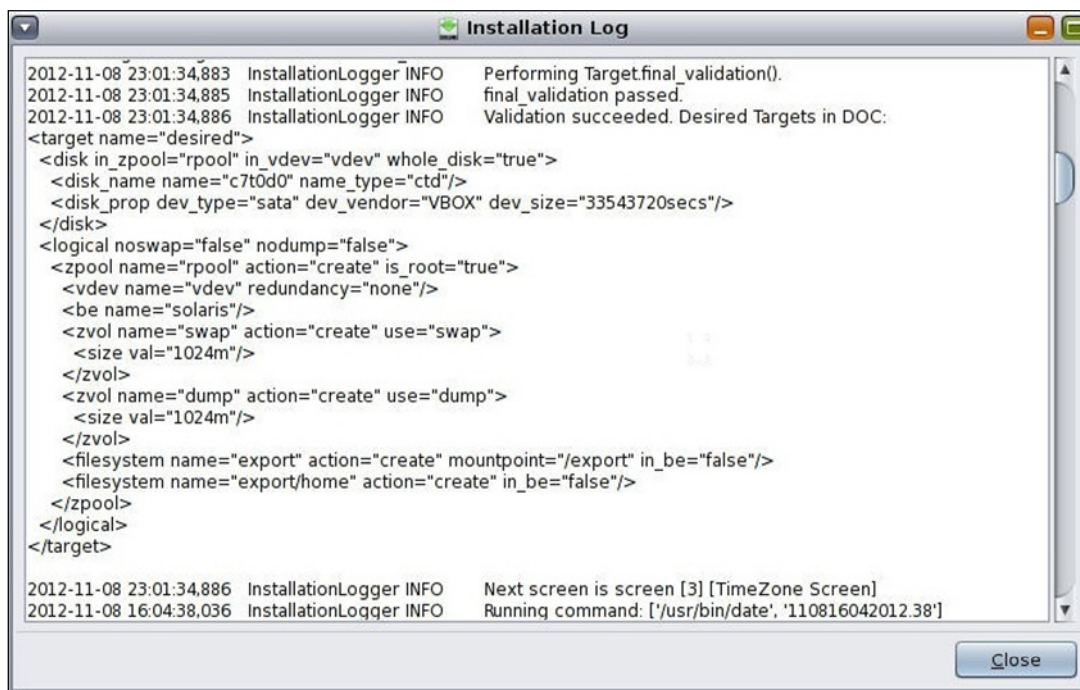 Installation Log
2012-11-08 23:01:34,883 InstallationLogger INFO Performing Target.final_validation().
2012-11-08 23:01:34,885 InstallationLogger INFO final_validation passed.
2012-11-08 23:01:34,886 InstallationLogger INFO Validation succeeded. Desired Targets in DOC:
<target name="desired">
<disk in_zpool="rpool" in_vdev="vdev" whole_disk="true">
<disk_name name="c7t0d0" name_type="ctd"/>
<disk_prop dev_type="sata" dev_vendor="VBOX" dev_size="33543720secs"/>
</disk>
<logical noswap="false" nodump="false">
<zpool name="rpool" action="create" is_root="true">
<vdev name="vdev" redundancy="none"/>
<be name="solaris"/>
<zvol name="swap" action="create" use="swap">
<size val="1024m"/>
</zvol>
<zvol name="dump" action="create" use="dump">
<size val="1024m"/>
</zvol>
<filesystem name="export" action="create" mountpoint="/export" in_be="false"/>
<filesystem name="export/home" action="create" in_be="false"/>
</zpool>
</logical>
</target>
2012-11-08 23:01:34,886 InstallationLogger INFO Next screen is screen [3] [TimeZone Screen]
2012-11-08 16:04:38,036 InstallationLogger INFO Running command: ['/usr/bin/date', '110816042012.38']
Close